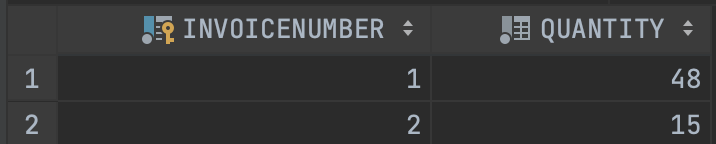 INVOICENUMBER QUANTITY
1 1 48
2 2 15